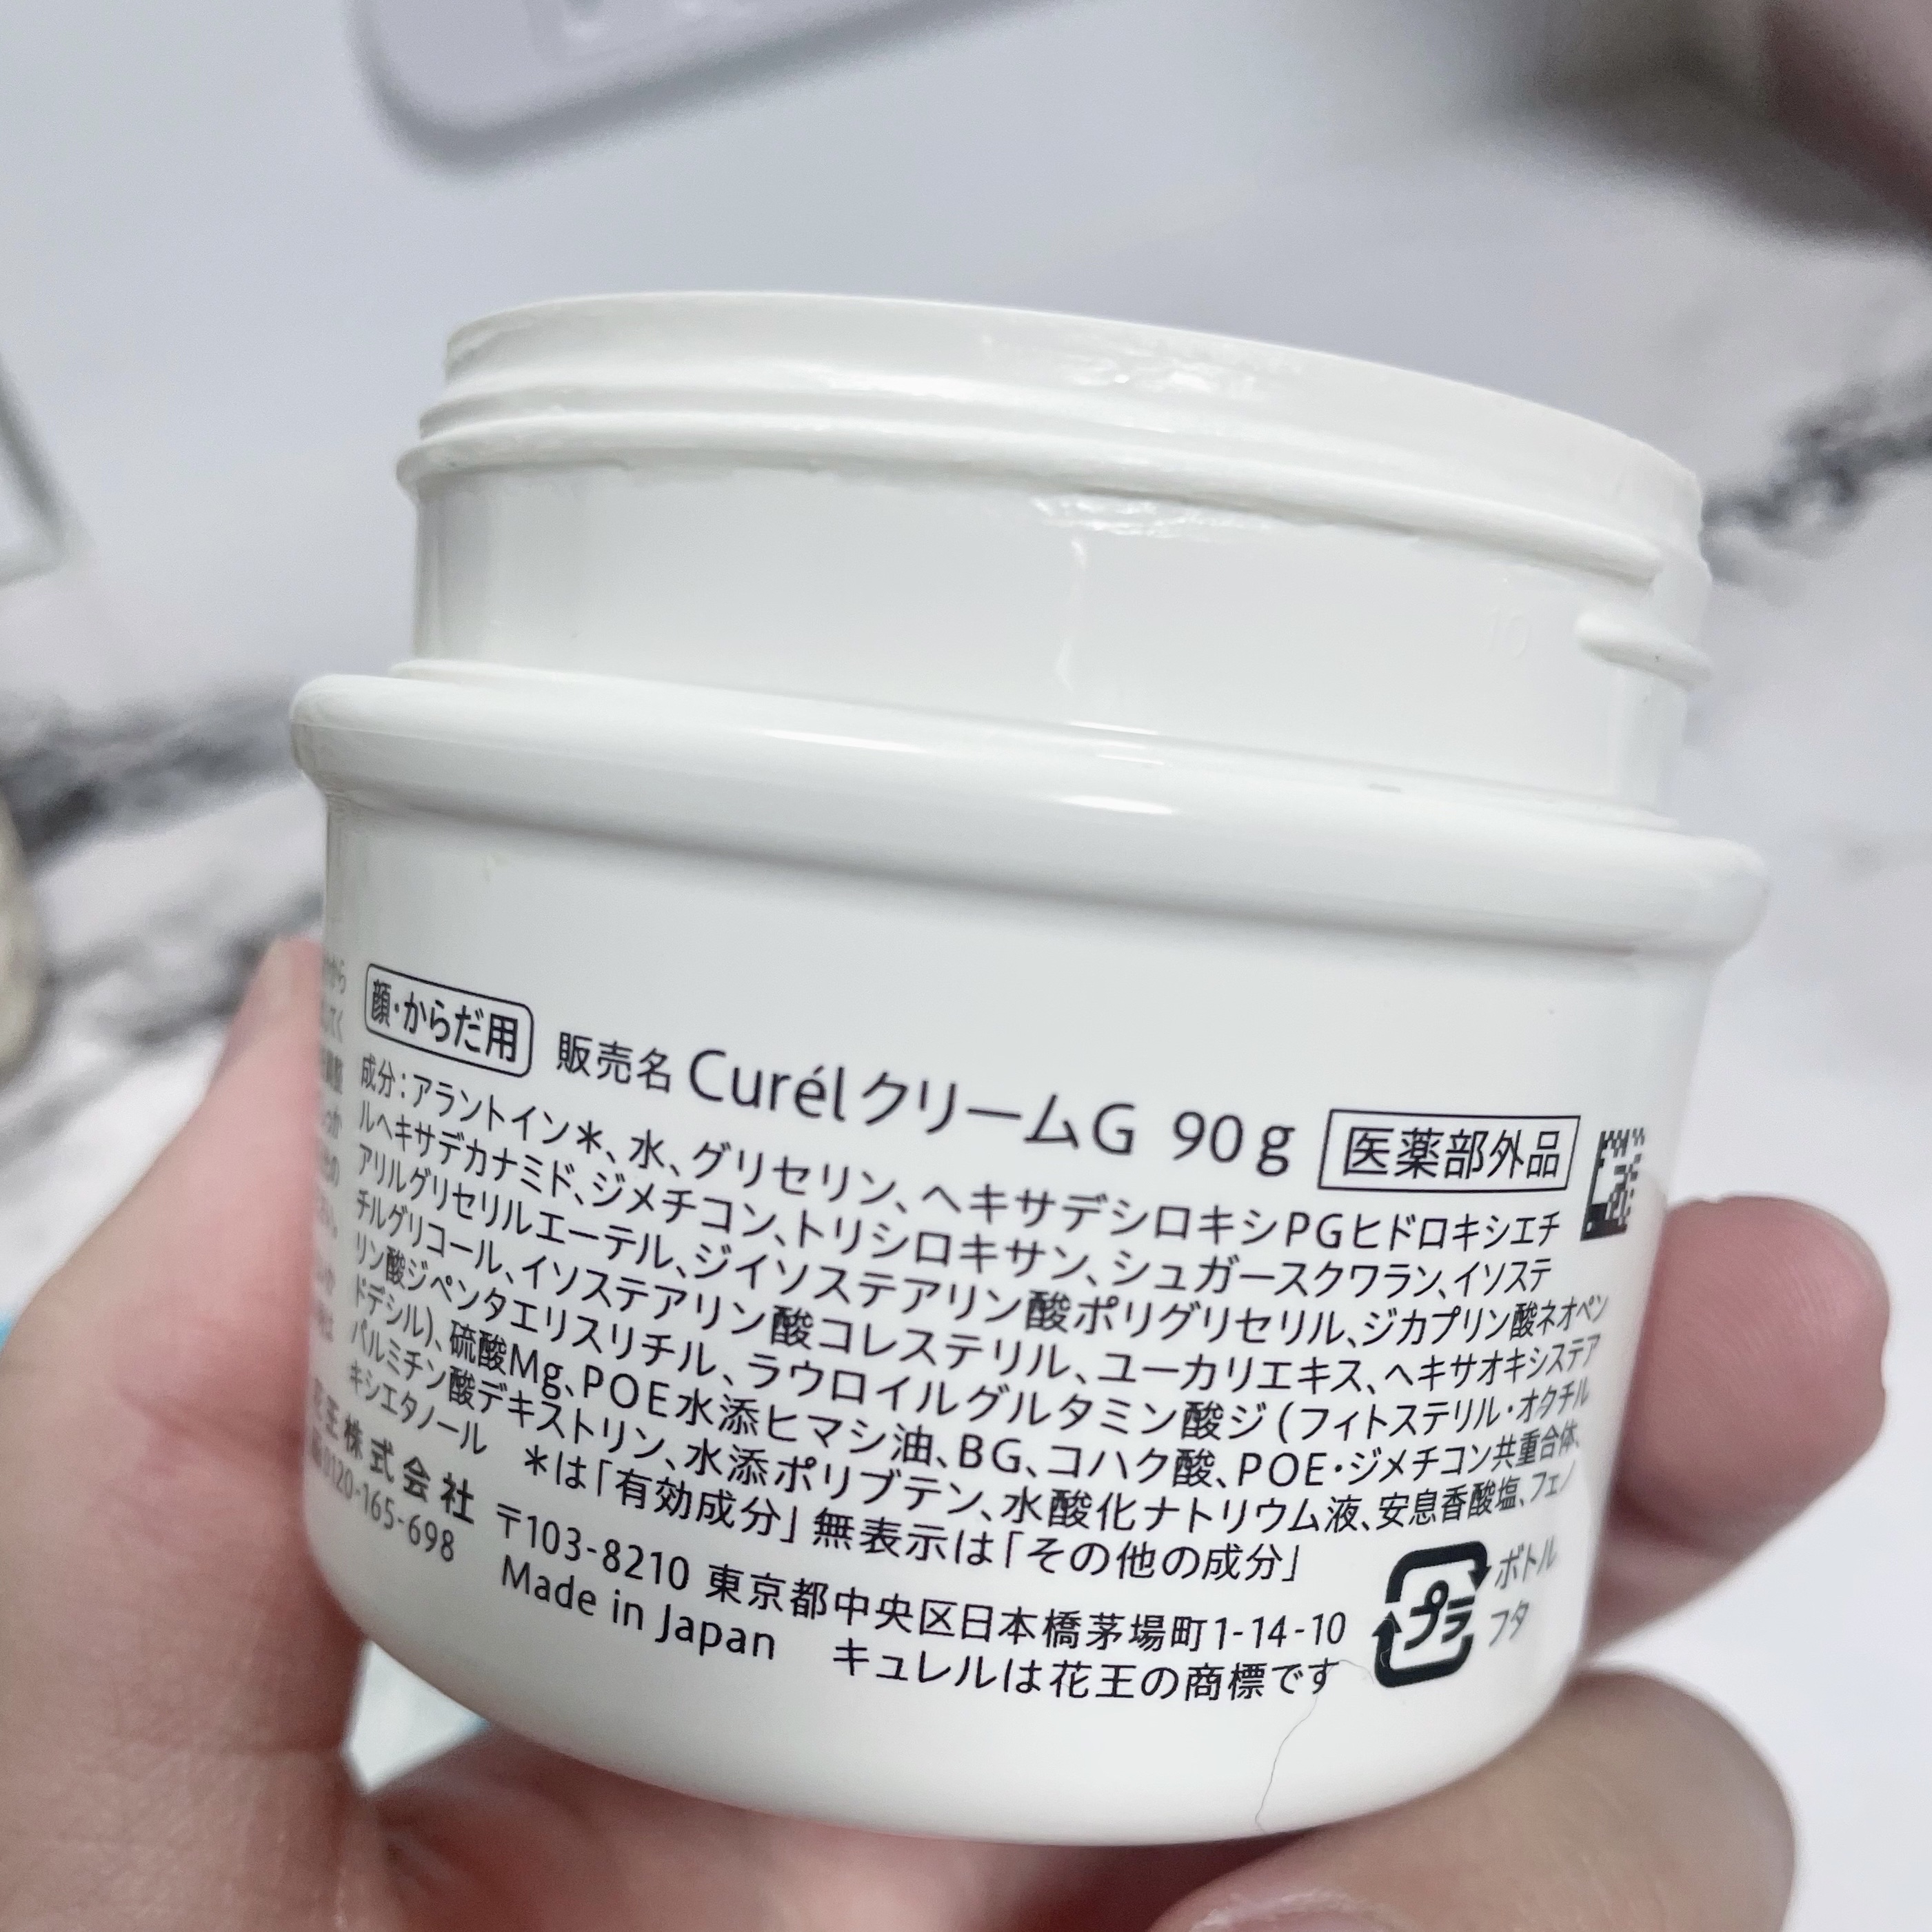 顔・からだ用 販売名 Curélクリーム G 90g 医薬部外品
成分：アラントイン＊、水、グリセリン、ヘキサデシロキシPGヒドロキシエチ
ルヘキサデカナミド、ジメチコン、トリシロキサン、シュガースクワラン、イソステ
アリルグリセリルエーテル、ジイソステアリン酸ポリグリセリル、ジカプリン酸ネオペン
チルグリコール、イソステアリン酸コレステリル、ユーカリエキス、ヘキサオキシステア
リン酸ジペンタエリスリチル、ラウロイルグルタミン酸ジ（フィトステリル・オクチル
ドデシル）、硫酸Mg、POE水添ヒマシ油、BG、コハク酸、POE・ジメチコン共重合体、
パルミチン酸デキストリン、水添ポリブテン、水酸化ナトリウム液、安息香酸塩、フェノ
キシエタノール ＊は「有効成分」無表示は「その他の成分」
王株式会社 〒103-8210 東京都中央区日本橋茅場町1-14-10
0120-165-698 Made in Japan キュレルは花王の商標です
プラ
ボトル
フタ